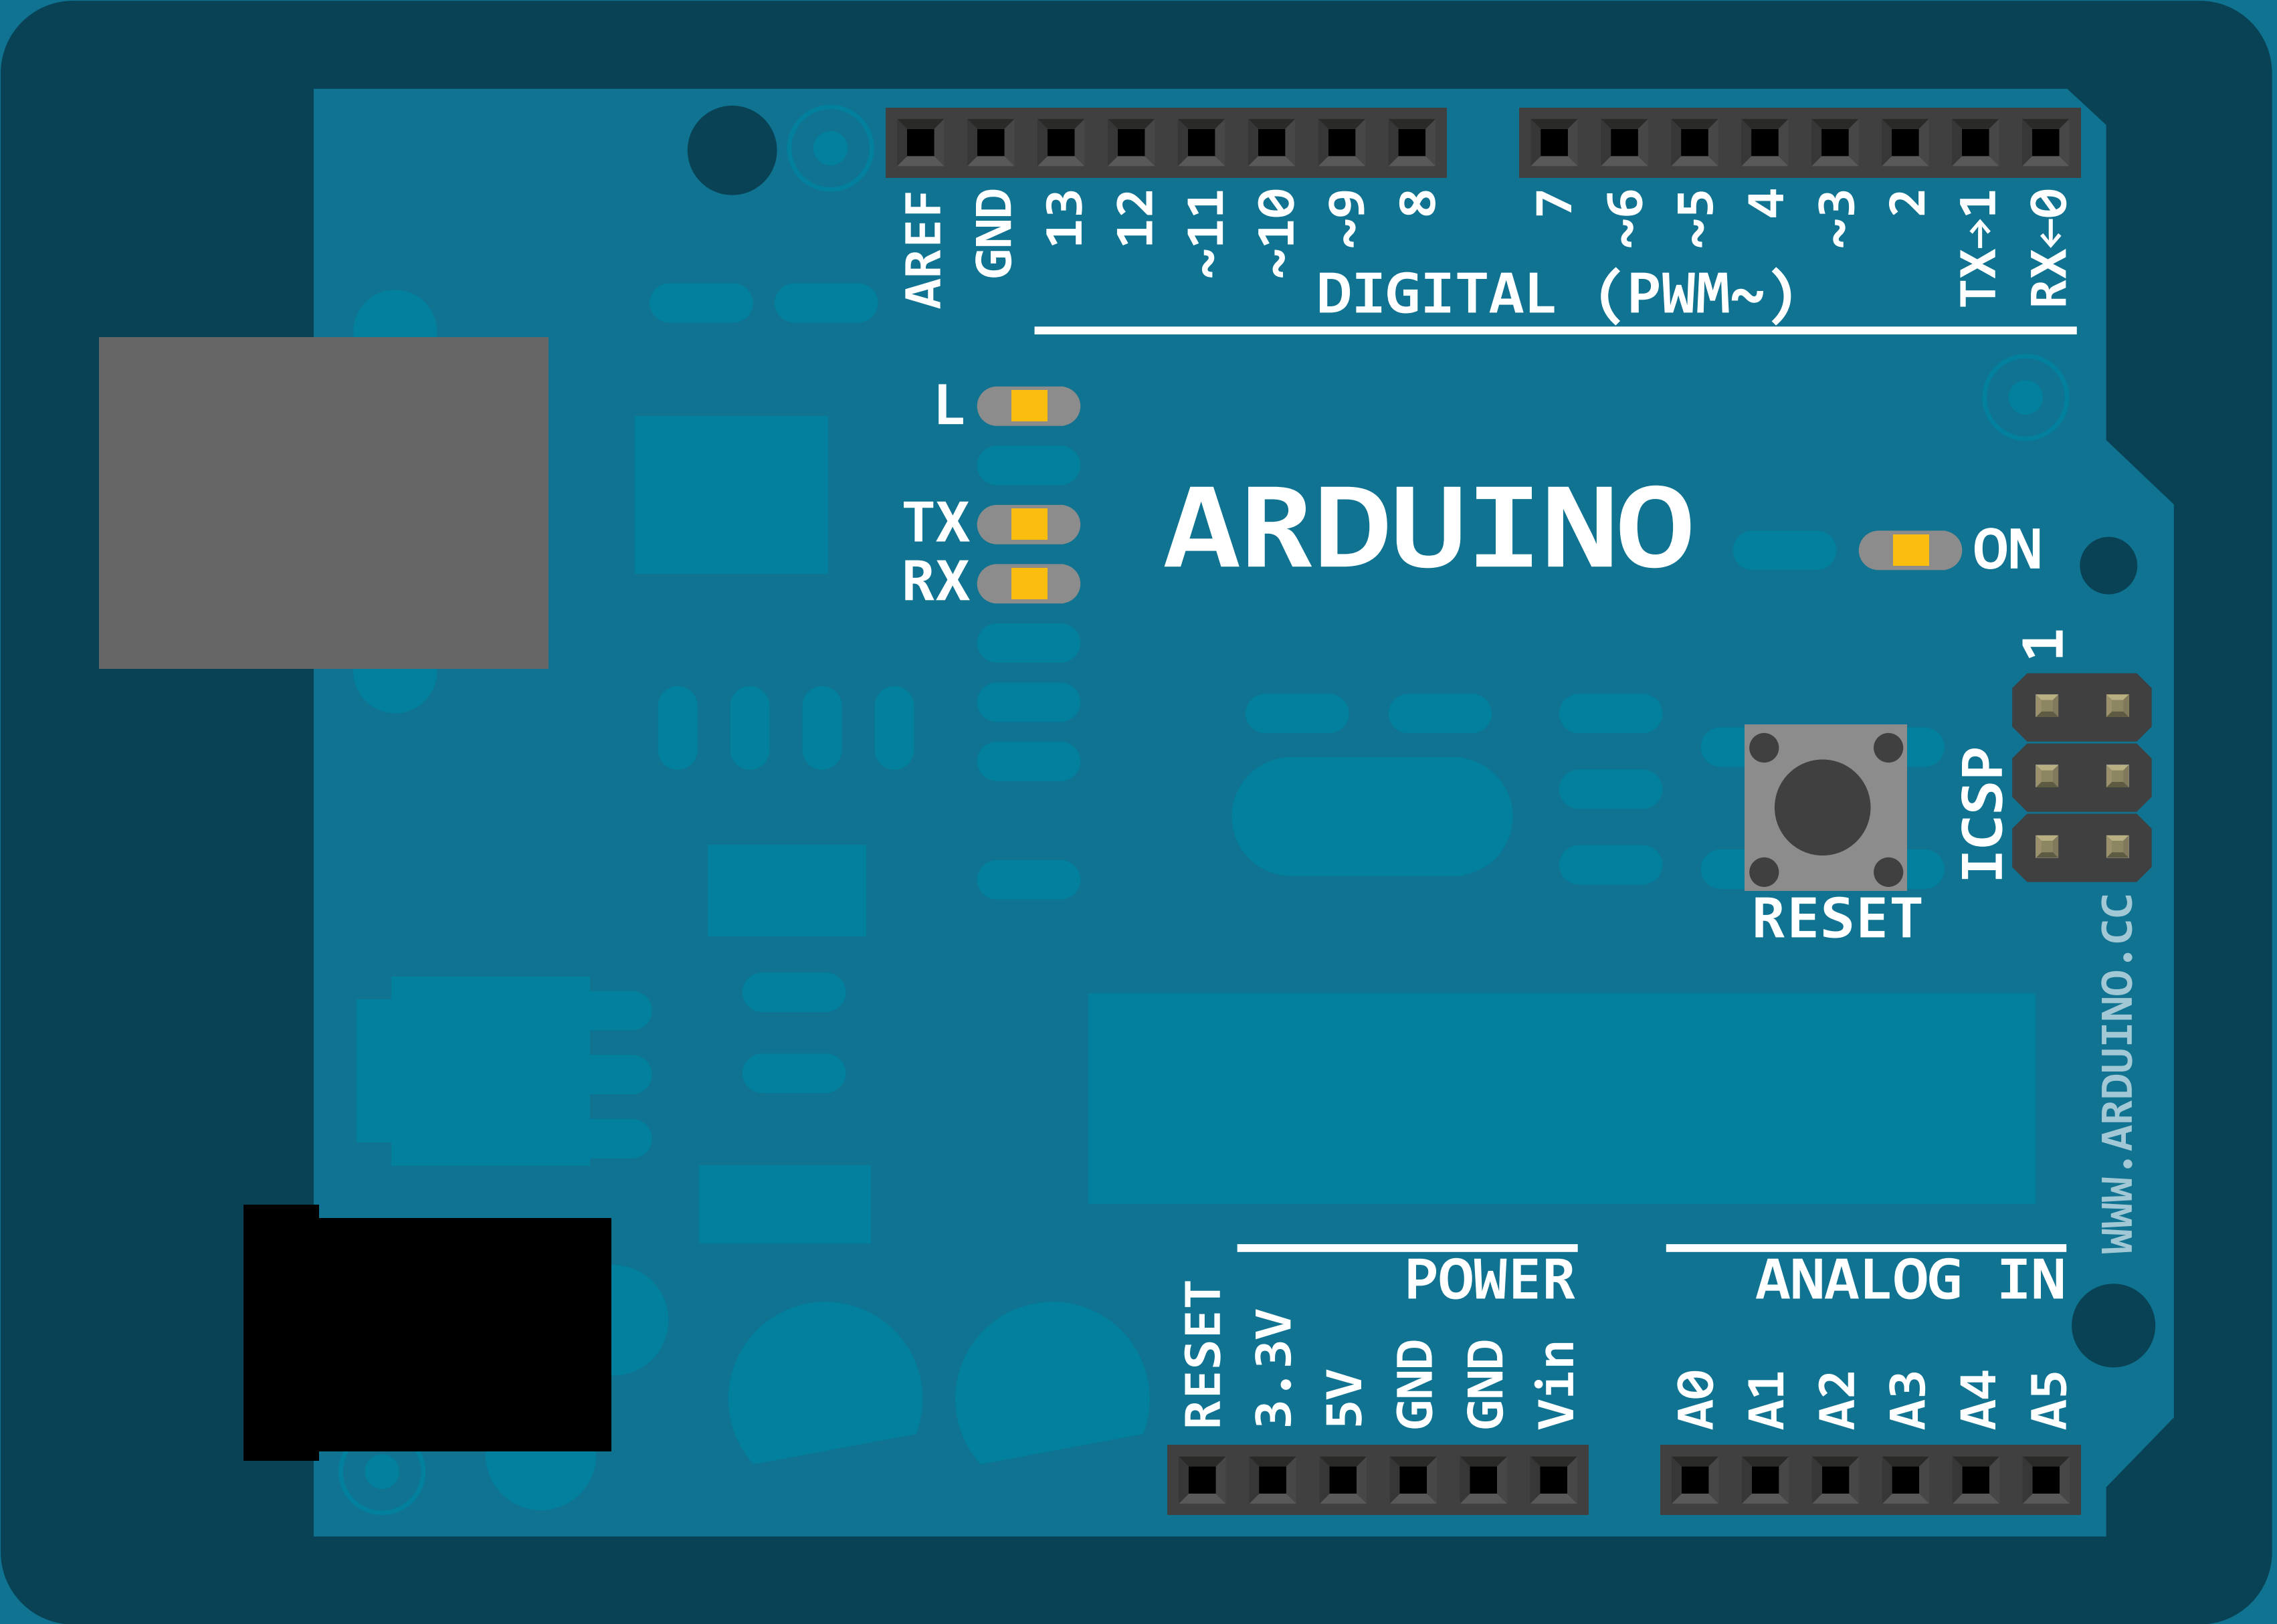 AREF
GND
13
12
~11
~10
~9
8
7
~6
~5
4
~3
2
TX→1
RX←0
DIGITAL (PWM~)
L
TX
RX
ARDUINO
ON
1
ICSP
RESET
WWW.ARDUINO.CC
POWER
ANALOG IN
RESET
3.3V
5V
GND
GND
Vin
A0
A1
A2
A3
A4
A5